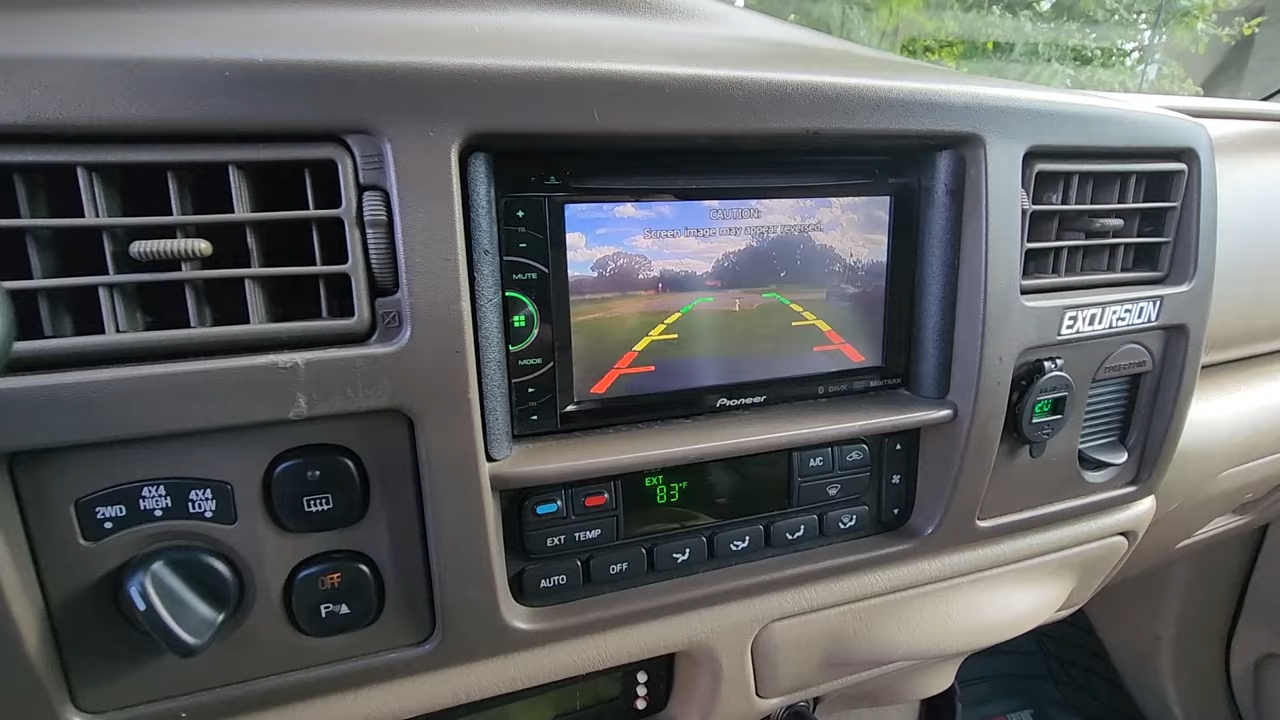 CAUTION:
Screen image may appear reversed.
MUTE
MODE
Pioneer
DivX
MIXTRAX
EXCURSION
2WD
4X4 HIGH
4X4 LOW
OFF
P
EXT
83°F
A/C
EXT TEMP
AUTO
OFF